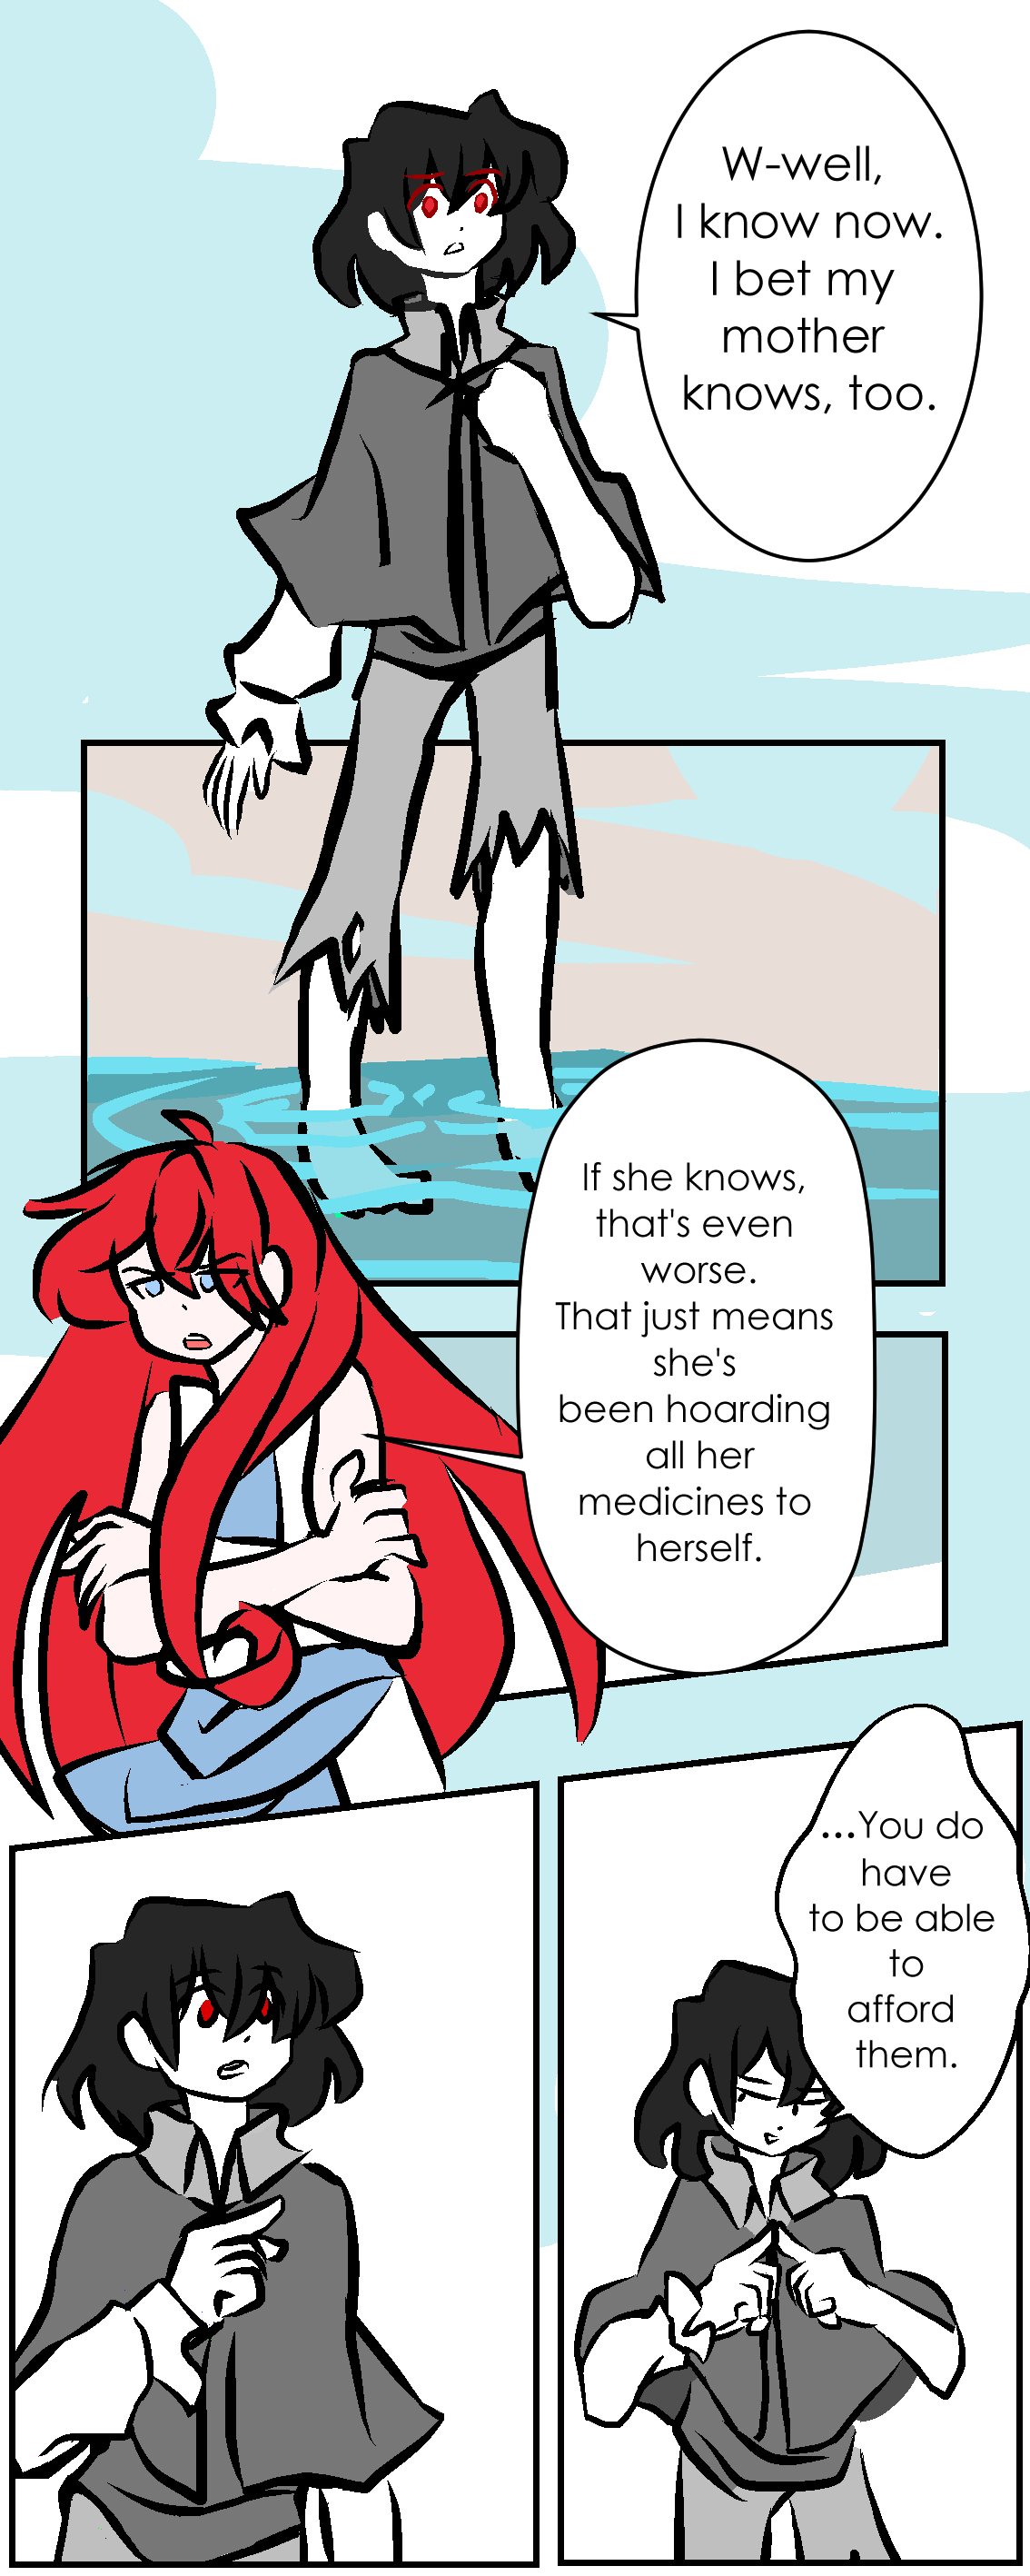 W-well,
I know now.
I bet my
mother
knows, too.
If she knows,
that's even
worse.
That just means
she's
been hoarding
all her
medicines to
herself.
...You do
have
to be able
to
afford
them.